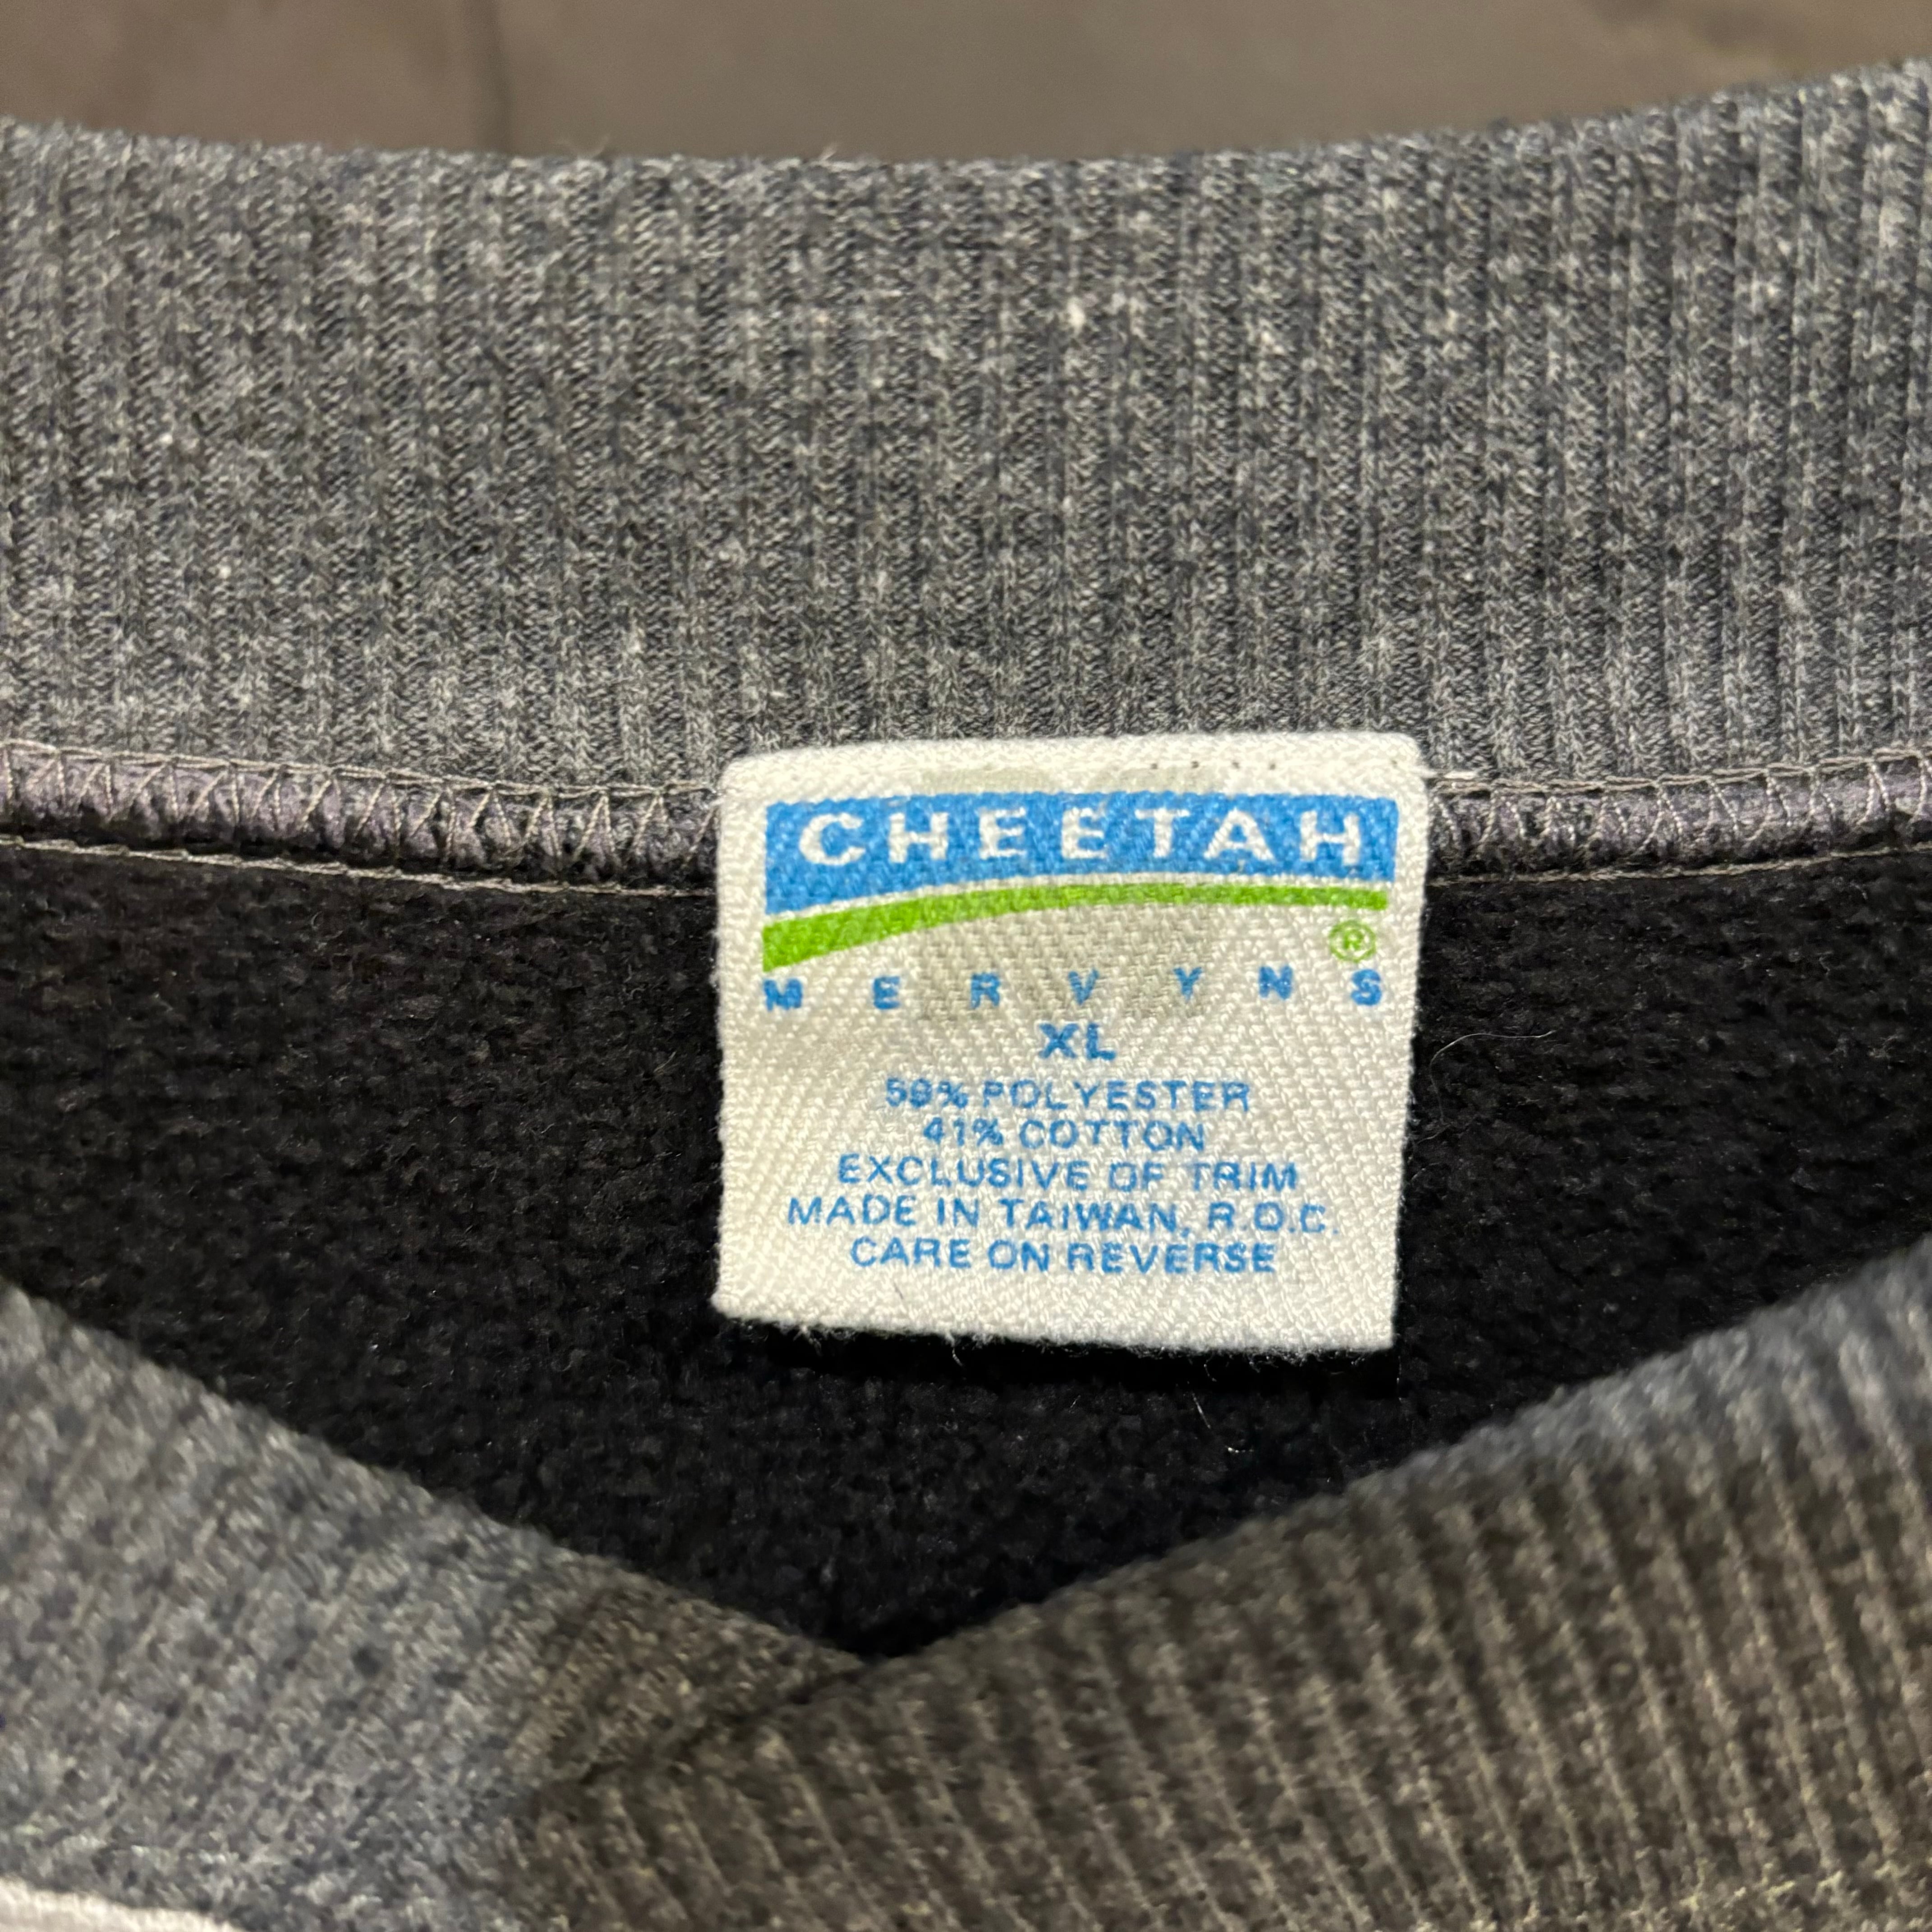 CHEETAH
®
MERVYNS
XL
59% POLYESTER
41% COTTON
EXCLUSIVE OF TRIM
MADE IN TAIWAN, R.O.C.
CARE ON REVERSE